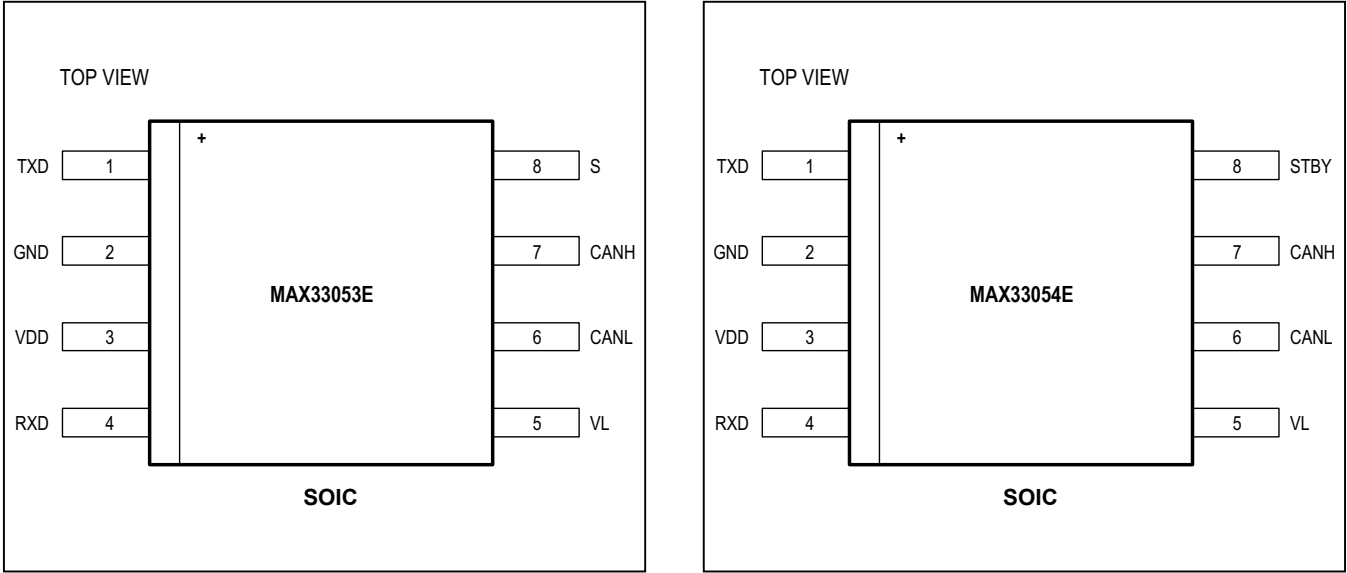 TOP VIEW
+
TXD 1
8 S
GND 2
7 CANH
MAX33053E
VDD 3
6 CANL
RXD 4
5 VL
SOIC
TOP VIEW
+
TXD 1
8 STBY
GND 2
7 CANH
MAX33054E
VDD 3
6 CANL
RXD 4
5 VL
SOIC